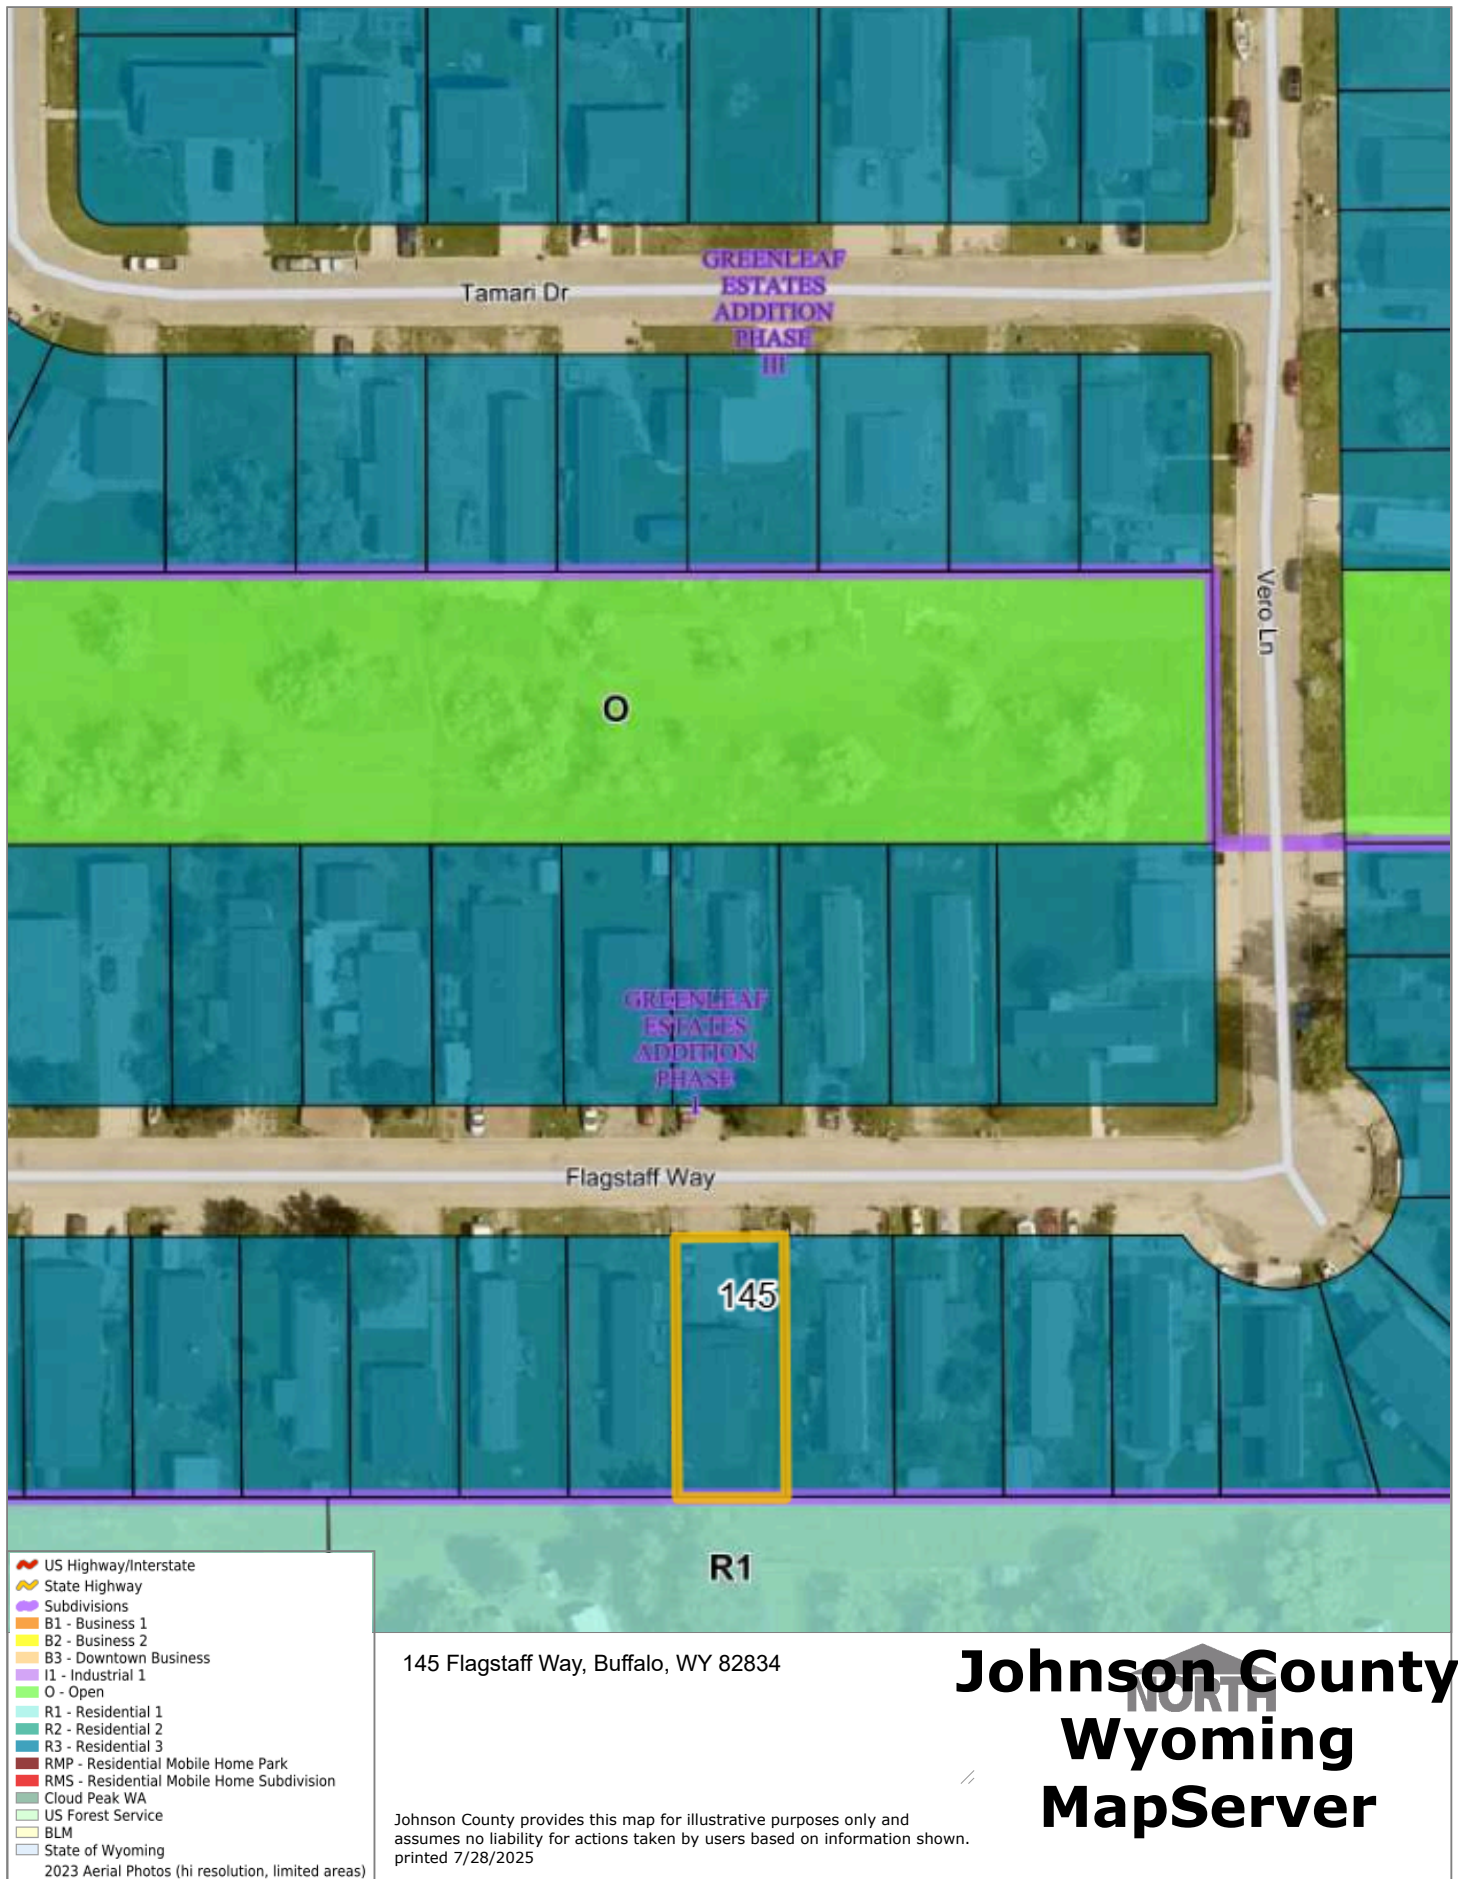 GREENLEAF
ESTATES
ADDITION
PHASE
III
Tamari Dr
Vero Ln
O
GREENLEAF
ESTATES
ADDITION
PHASE
I
Flagstaff Way
145
R1
US Highway/Interstate
State Highway
Subdivisions
B1 - Business 1
B2 - Business 2
B3 - Downtown Business
I1 - Industrial 1
O - Open
R1 - Residential 1
R2 - Residential 2
R3 - Residential 3
RMP - Residential Mobile Home Park
RMS - Residential Mobile Home Subdivision
Cloud Peak WA
US Forest Service
BLM
State of Wyoming
2023 Aerial Photos (hi resolution, limited areas)
145 Flagstaff Way, Buffalo, WY 82834
Johnson County provides this map for illustrative purposes only and
assumes no liability for actions taken by users based on information shown.
printed 7/28/2025
NORTH
Johnson County
Wyoming
MapServer